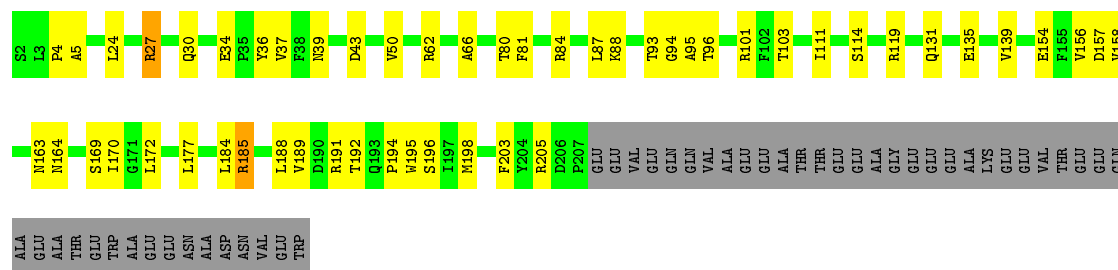 S2 L3 P4 A5 L24 R27 Q30 E34 P35 Y36 V37 F38 N39 D43 V50 R62 A66 T80 F81 R84 L87 K88 T93 G94 A95 T96 R101 F102 T103 I111 S114 R119 Q131 E135 V139 E154 F155 V156 D157 V158
N163 N164 S169 I170 G171 L172 L177 L184 R185 L188 V189 D190 R191 T192 Q193 P194 W195 S196 I197 M198 F203 Y204 R205 D206 P207 GLU GLU VAL GLU GLN GLN VAL ALA GLU GLU ALA THR THR GLU GLU ALA GLY GLU GLU GLU ALA LYS GLU GLU VAL THR GLU GLU GLN
ALA GLU ALA THR GLU TRP ALA GLU GLU ASN ALA ASP ASN VAL GLU TRP